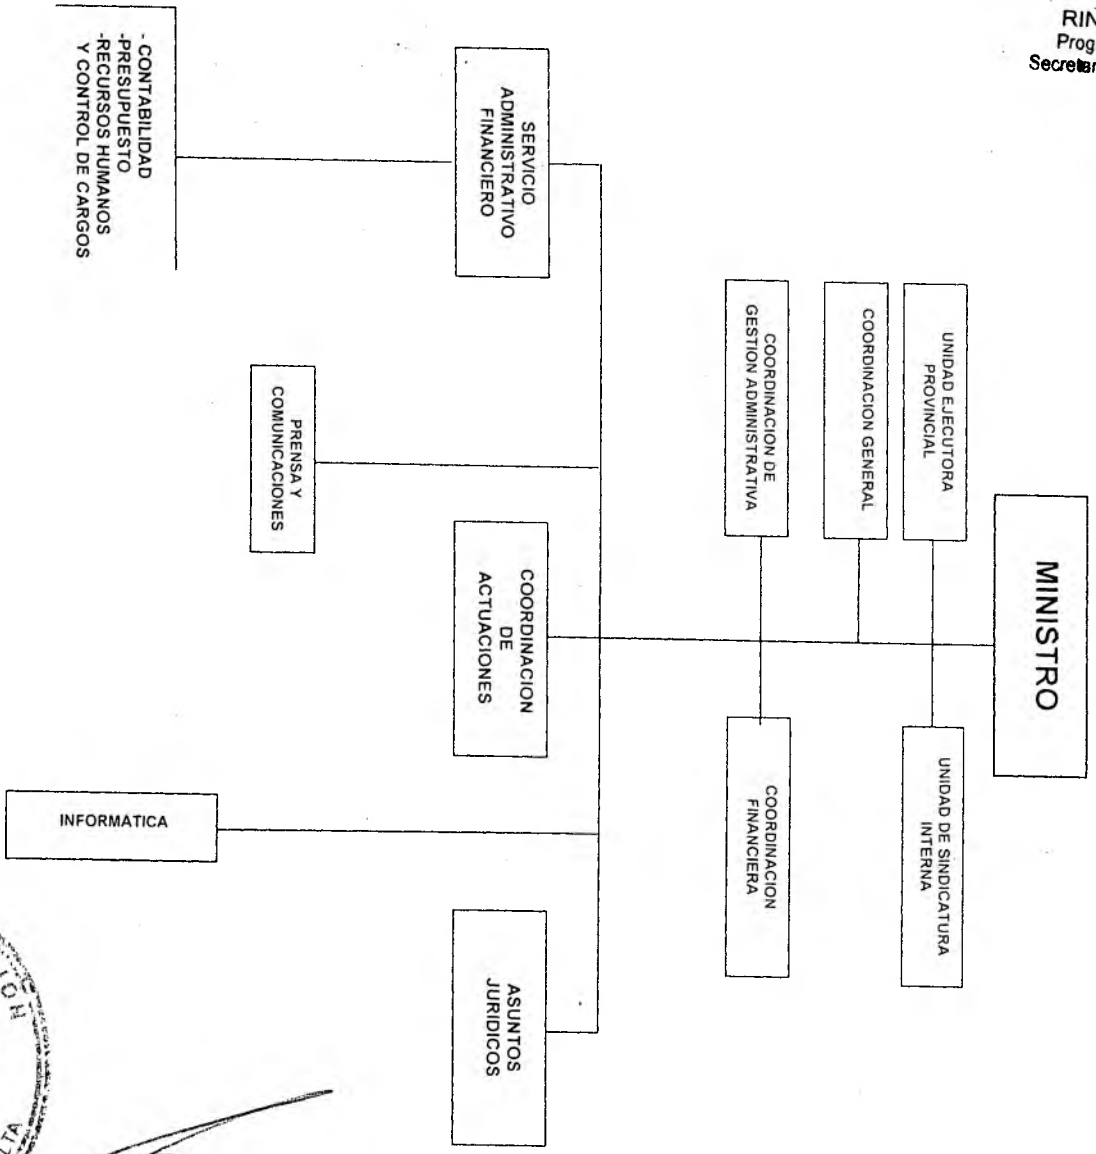 RIN
Prog
Secretar
MINISTRO
UNIDAD EJECUTORA
PROVINCIAL
UNIDAD DE SINDICATURA
INTERNA
COORDINACION GENERAL
COORDINACION DE
GESTION ADMINISTRATIVA
COORDINACION
FINANCIERA
SERVICIO
ADMINISTRATIVO
FINANCIERO
COORDINACION
DE
ACTUACIONES
ASUNTOS
JURIDICOS
PRENSA Y
COMUNICACIONES
INFORMATICA
- CONTABILIDAD
-PRESUPUESTO
-RECURSOS HUMANOS
Y CONTROL DE CARGOS